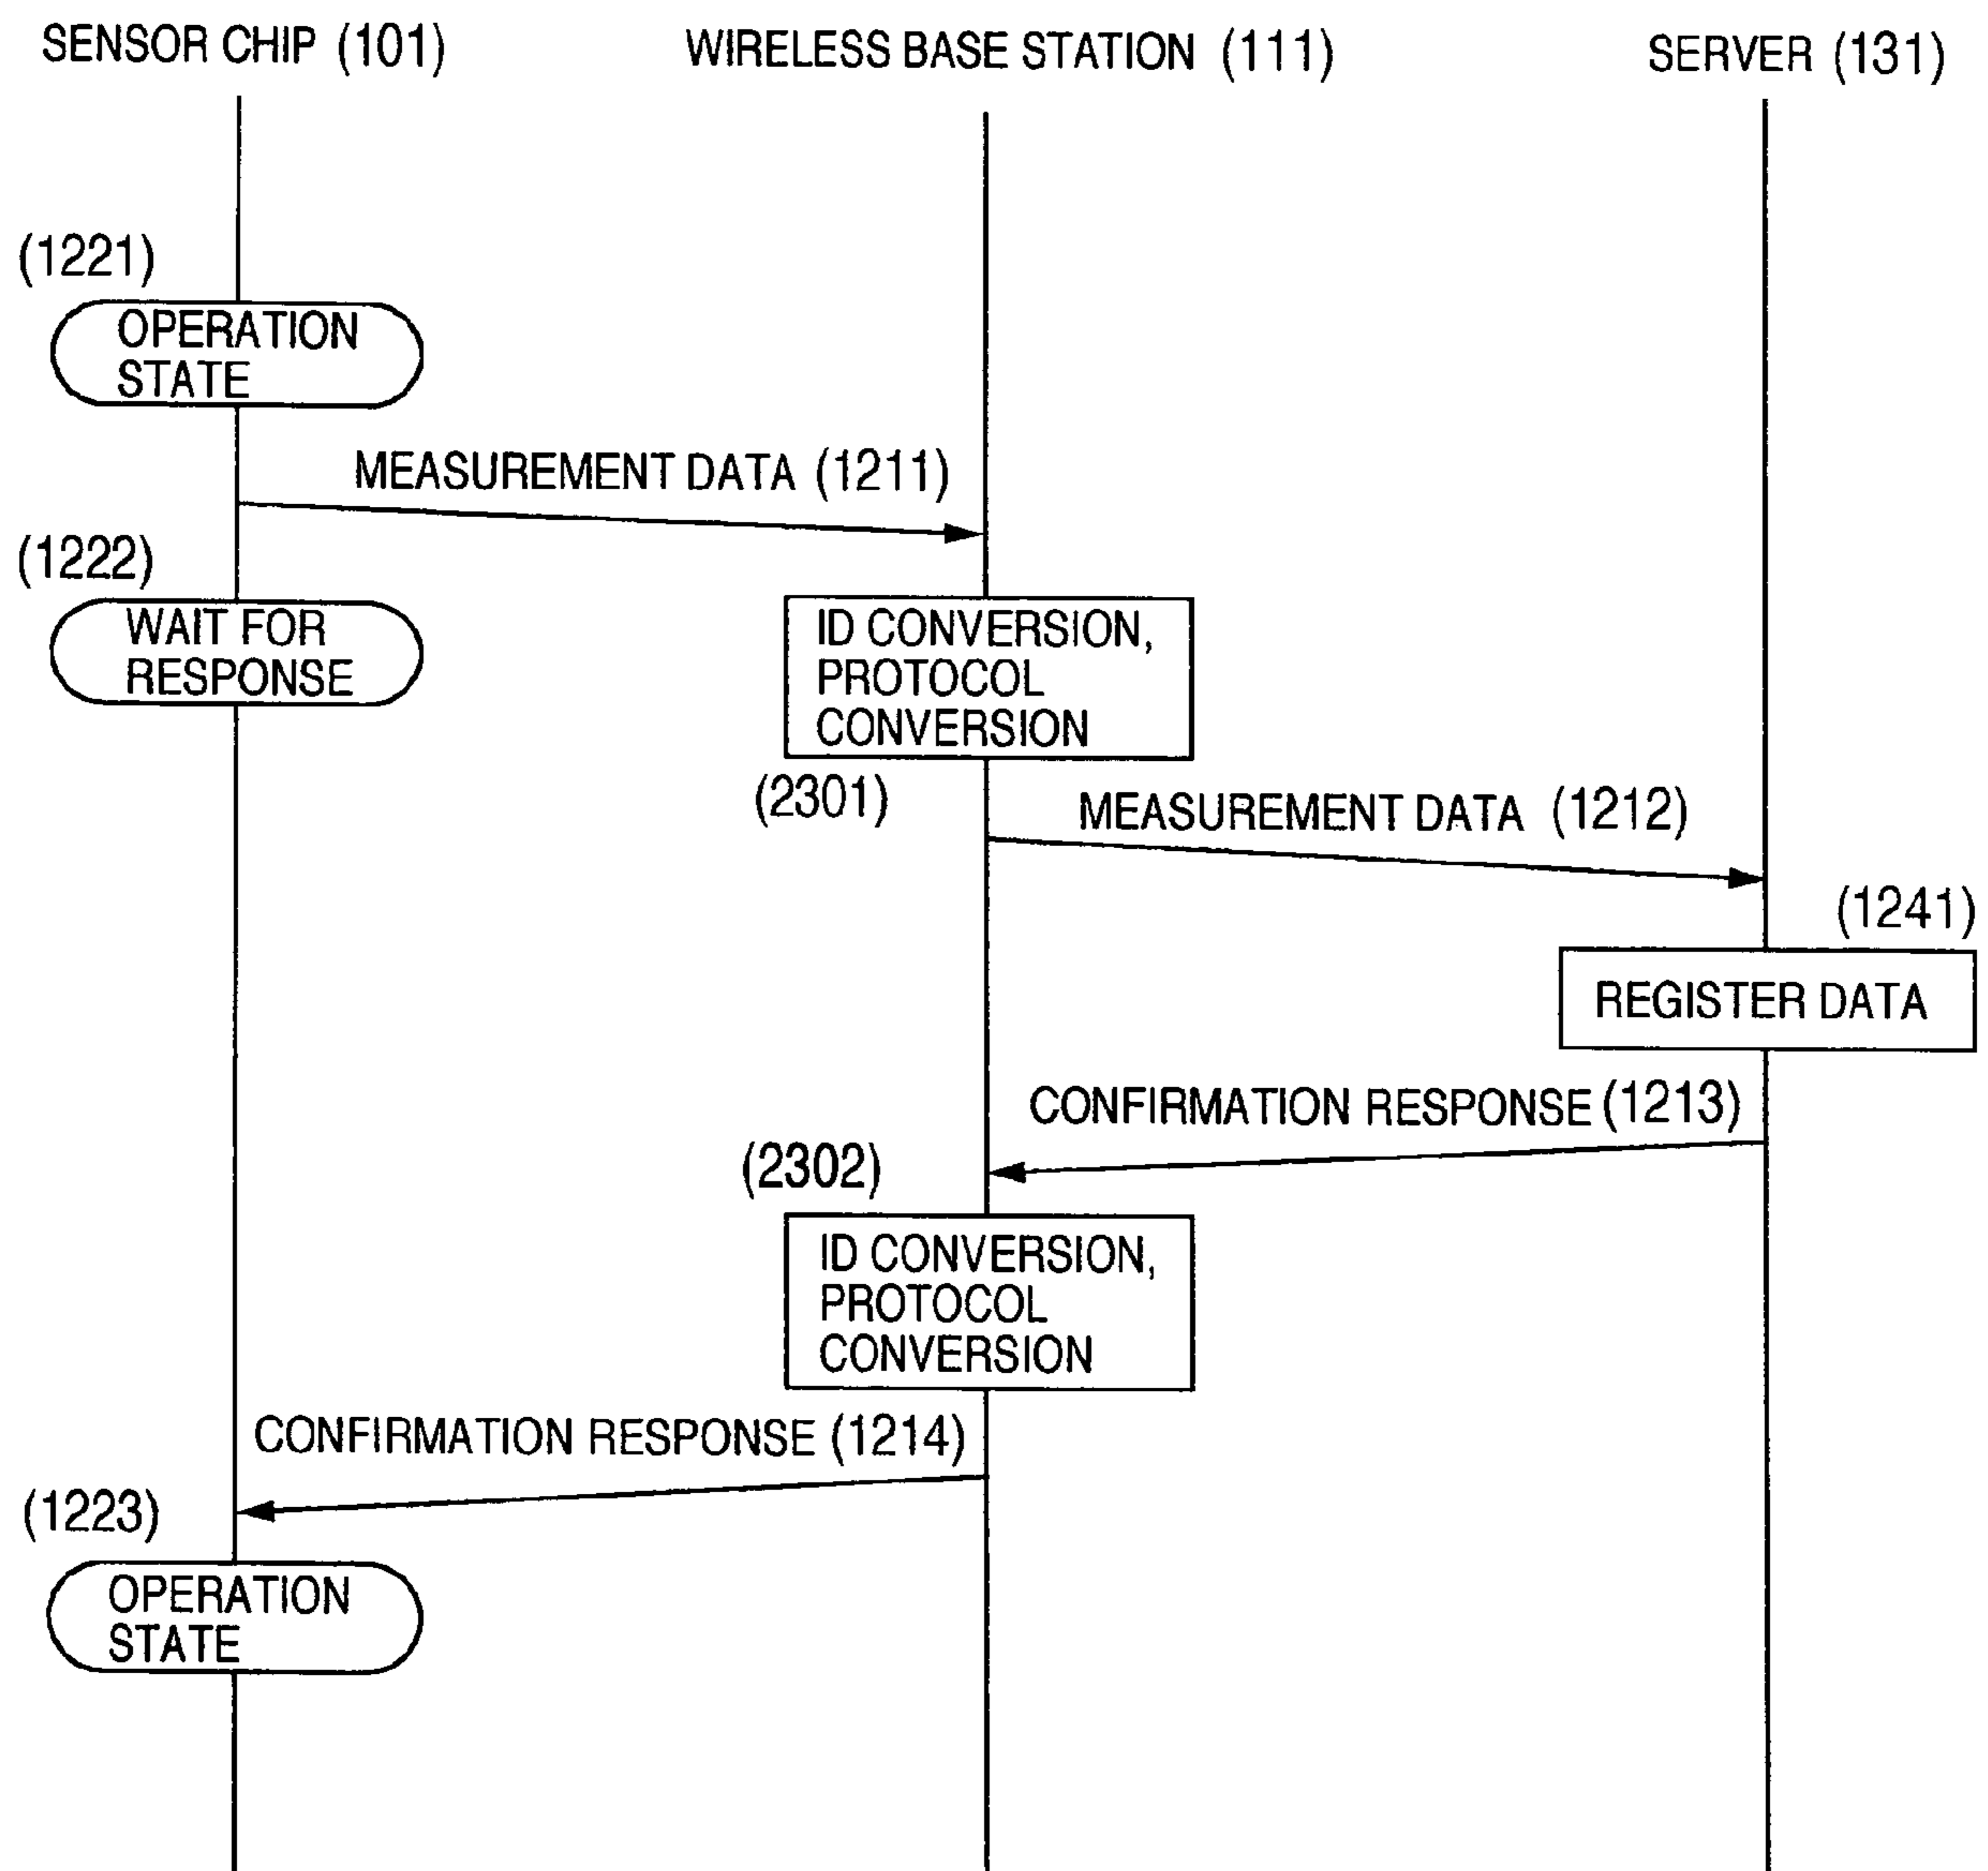 SENSOR CHIP (101)
WIRELESS BASE STATION (111)
SERVER (131)
(1221)
OPERATION
STATE
MEASUREMENT DATA (1211)
(1222)
WAIT FOR
RESPONSE
ID CONVERSION,
PROTOCOL
CONVERSION
(2301)
MEASUREMENT DATA (1212)
(1241)
REGISTER DATA
CONFIRMATION RESPONSE (1213)
(2302)
ID CONVERSION,
PROTOCOL
CONVERSION
CONFIRMATION RESPONSE (1214)
(1223)
OPERATION
STATE